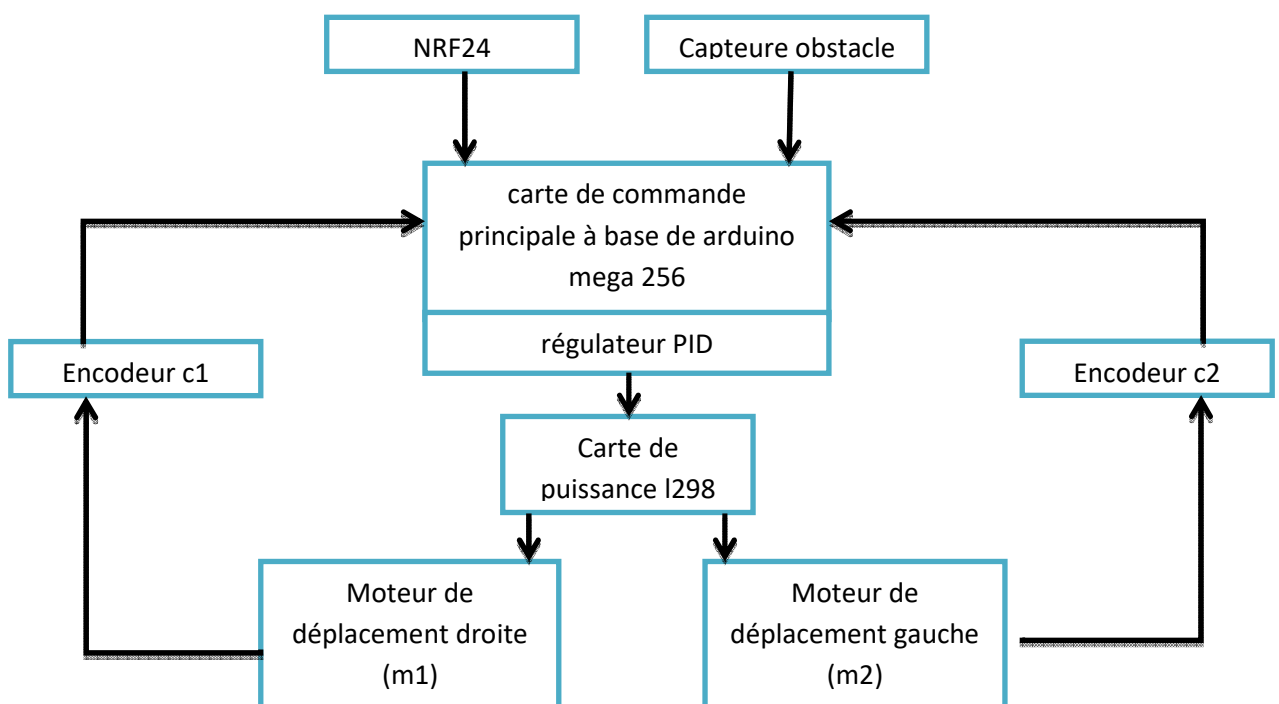 NRF24
Capteure obstacle
carte de commande
principale à base de arduino
mega 256
régulateur PID
Encodeur c1
Encodeur c2
Carte de
puissance l298
Moteur de
déplacement droite
(m1)
Moteur de
déplacement gauche
(m2)